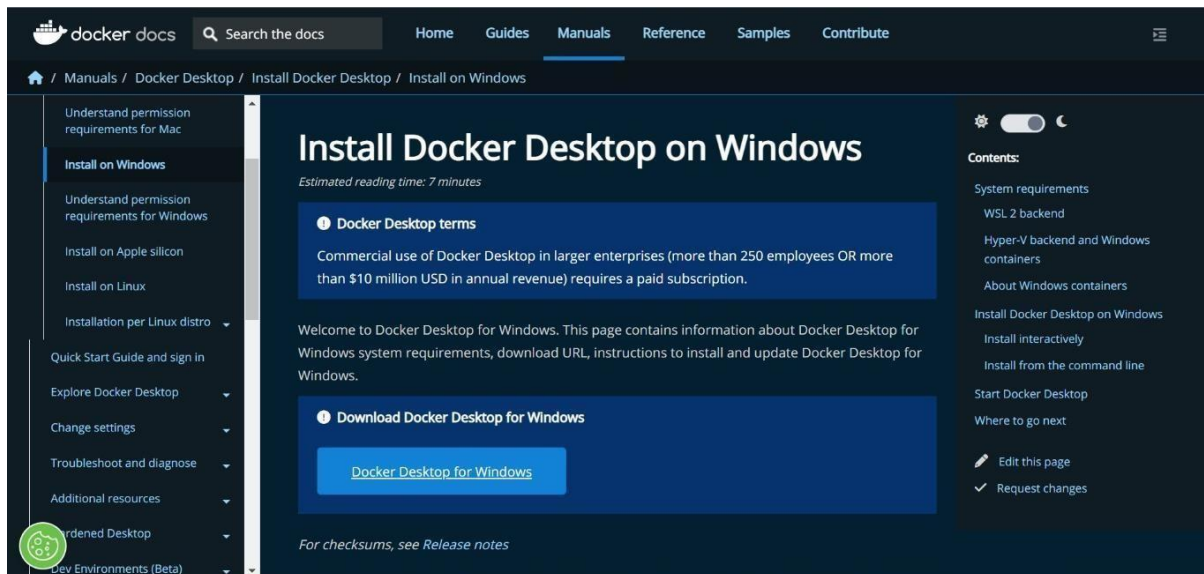 docker docs
Search the docs
Home Guides Manuals Reference Samples Contribute
/ Manuals / Docker Desktop / Install Docker Desktop / Install on Windows
Understand permission
requirements for Mac
Install on Windows
Understand permission
requirements for Windows
Install on Apple silicon
Install on Linux
Installation per Linux distro
Quick Start Guide and sign in
Explore Docker Desktop
Change settings
Troubleshoot and diagnose
Additional resources
rdened Desktop
Dev Environments (Beta)
Install Docker Desktop on Windows
Estimated reading time: 7 minutes
Docker Desktop terms
Commercial use of Docker Desktop in larger enterprises (more than 250 employees OR more
than $10 million USD in annual revenue) requires a paid subscription.
Welcome to Docker Desktop for Windows. This page contains information about Docker Desktop for
Windows system requirements, download URL, instructions to install and update Docker Desktop for
Windows.
Download Docker Desktop for Windows
Docker Desktop for Windows
For checksums, see Release notes
Contents:
System requirements
WSL 2 backend
Hyper-V backend and Windows
containers
About Windows containers
Install Docker Desktop on Windows
Install interactively
Install from the command line
Start Docker Desktop
Where to go next
Edit this page
Request changes